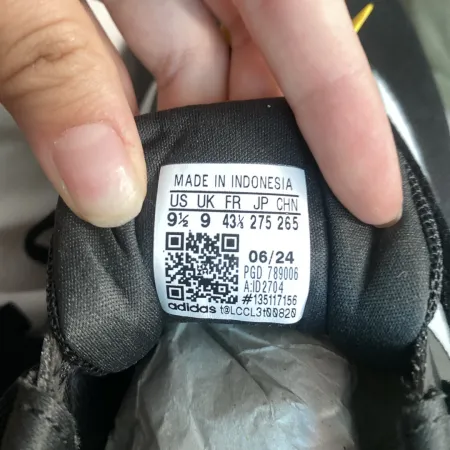 MADE IN INDONESIA
US UK FR JP CHN
9½ 9 43⅓ 275 265
06/24
PGD 789006
A:ID2704
#135117156
adidas t@LCCL3t00820